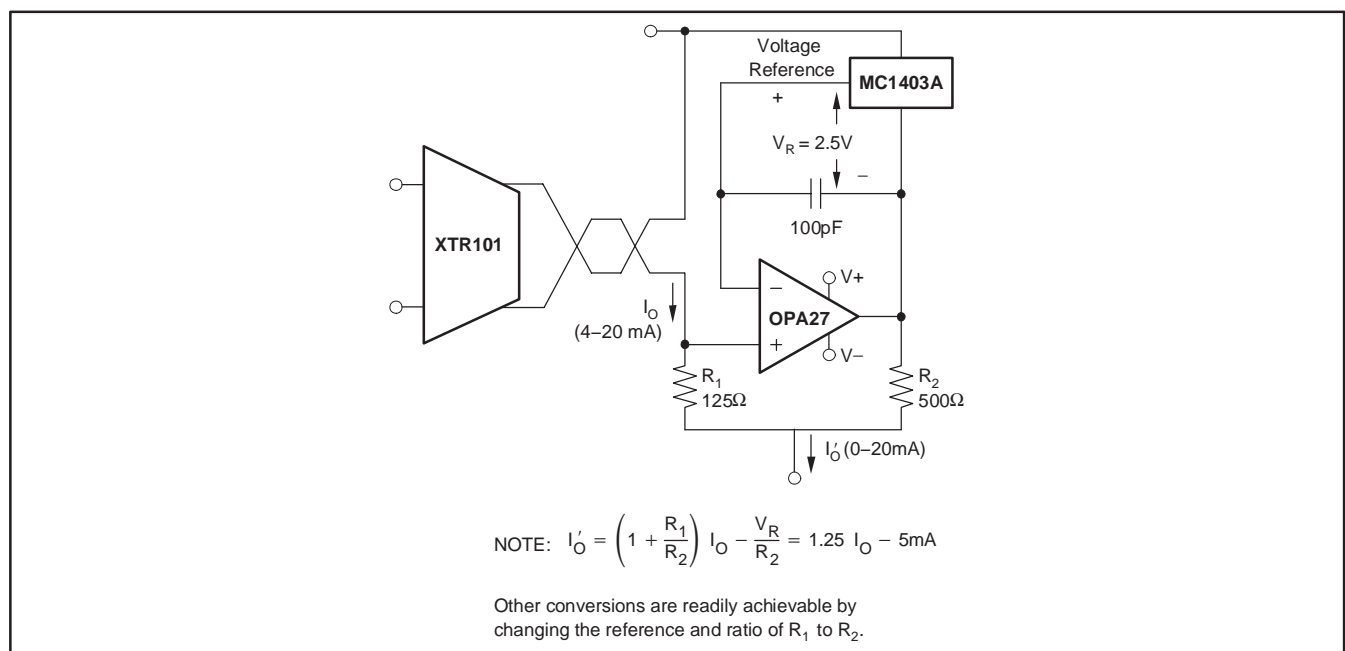 Voltage
Reference
+
MC1403A
V_R = 2.5V
−
100pF
XTR101
I_O
(4–20 mA)
−
OPA27
+
V+
V−
R_1
125Ω
R_2
500Ω
I'_O (0–20mA)
NOTE: I'_O = (1 + R_1/R_2) I_O − V_R/R_2 = 1.25 I_O − 5mA
Other conversions are readily achievable by
changing the reference and ratio of R_1 to R_2.